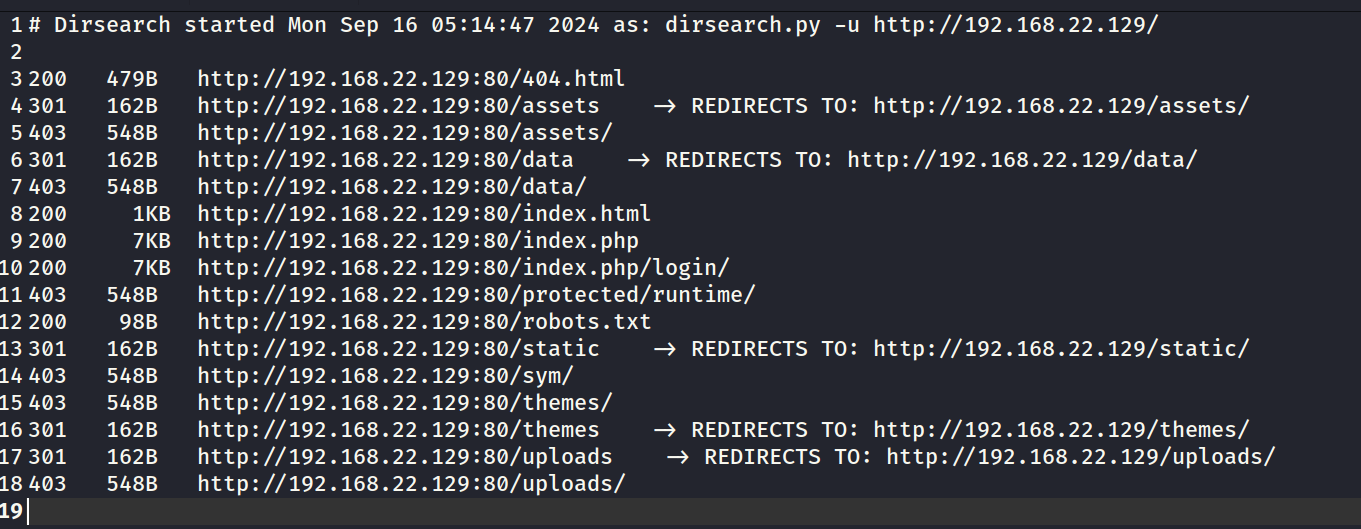 1 # Dirsearch started Mon Sep 16 05:14:47 2024 as: dirsearch.py -u http://192.168.22.129/
2
3 200   479B   http://192.168.22.129:80/404.html
4 301   162B   http://192.168.22.129:80/assets    -> REDIRECTS TO: http://192.168.22.129/assets/
5 403   548B   http://192.168.22.129:80/assets/
6 301   162B   http://192.168.22.129:80/data    -> REDIRECTS TO: http://192.168.22.129/data/
7 403   548B   http://192.168.22.129:80/data/
8 200     1KB  http://192.168.22.129:80/index.html
9 200     7KB  http://192.168.22.129:80/index.php
10 200     7KB  http://192.168.22.129:80/index.php/login/
11 403   548B   http://192.168.22.129:80/protected/runtime/
12 200    98B   http://192.168.22.129:80/robots.txt
13 301   162B   http://192.168.22.129:80/static    -> REDIRECTS TO: http://192.168.22.129/static/
14 403   548B   http://192.168.22.129:80/sym/
15 403   548B   http://192.168.22.129:80/themes/
16 301   162B   http://192.168.22.129:80/themes    -> REDIRECTS TO: http://192.168.22.129/themes/
17 301   162B   http://192.168.22.129:80/uploads    -> REDIRECTS TO: http://192.168.22.129/uploads/
18 403   548B   http://192.168.22.129:80/uploads/
19